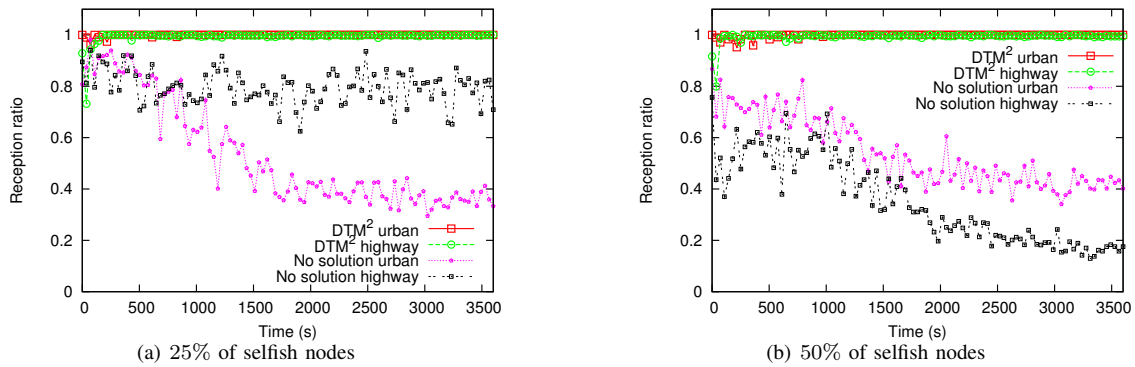 1
0.8
0.6
0.4
0.2
0
Reception ratio
DTM² urban
DTM² highway
No solution urban
No solution highway
0 500 1000 1500 2000 2500 3000 3500
Time (s)
(a) 25% of selfish nodes
1
0.8
0.6
0.4
0.2
0
Reception ratio
DTM² urban
DTM² highway
No solution urban
No solution highway
0 500 1000 1500 2000 2500 3000 3500
Time (s)
(b) 50% of selfish nodes